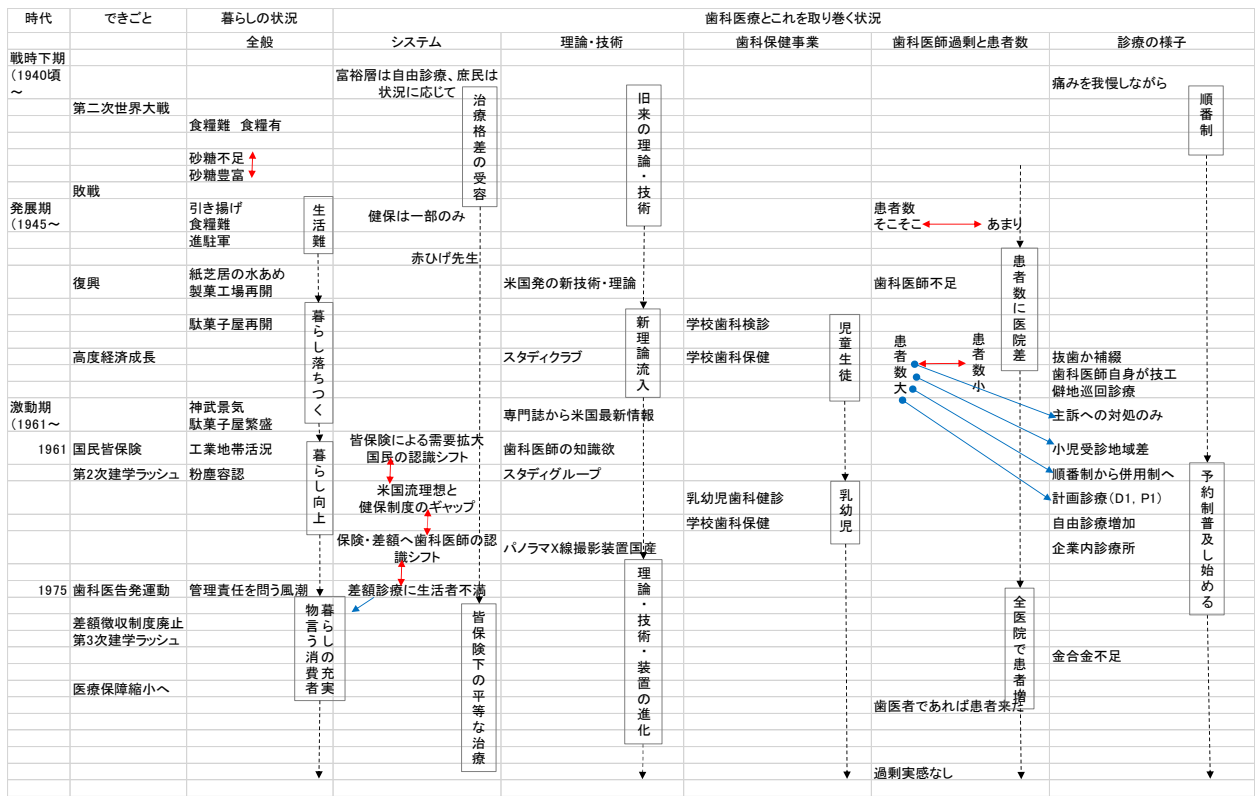 時代
できごと
暮らしの状況
歯科医療とこれを取り巻く状況
全般
システム
理論・技術
歯科保健事業
歯科医師過剰と患者数
診療の様子
戦時下期
(1940頃
～
富裕層は自由診療、庶民は
状況に応じて
痛みを我慢しながら
治療格差の受容
旧来の理論・技術
順番制
第二次世界大戦
食糧難 食糧有
砂糖不足
砂糖豊富
敗戦
発展期
(1945～
引き揚げ
食糧難
進駐軍
生活難
健保は一部のみ
患者数
そこそこ
あまり
赤ひげ先生
患者数に医院差
復興
紙芝居の水あめ
製菓工場再開
米国発の新技術・理論
歯科医師不足
駄菓子屋再開
暮らし落ちつく
新理論流入
学校歯科検診
児童生徒
高度経済成長
スタディクラブ
学校歯科保健
患者数大
患者数小
抜歯か補綴
歯科医師自身が技工
僻地巡回診療
激動期
(1961～
神武景気
駄菓子屋繁盛
専門誌から米国最新情報
主訴への対処のみ
1961
国民皆保険
工業地帯活況
暮らし向上
皆保険による需要拡大
国民の認識シフト
歯科医師の知識欲
小児受診地域差
第2次建学ラッシュ
粉塵容認
スタディグループ
順番制から併用制へ
予約制普及し始める
米国流理想と
健保制度のギャップ
乳幼児歯科健診
乳幼児
計画診療(D1, P1)
学校歯科保健
自由診療増加
保険・差額へ歯科医師の認
識シフト
パノラマX線撮影装置国産
企業内診療所
理論・技術・装置の進化
1975
歯科医告発運動
管理責任を問う風潮
差額診療に生活者不満
全医院で患者増
暮らしの充実
物言う消費者
皆保険下の平等な治療
差額徴収制度廃止
第3次建学ラッシュ
金合金不足
医療保障縮小へ
歯医者であれば患者来た
過剰実感なし